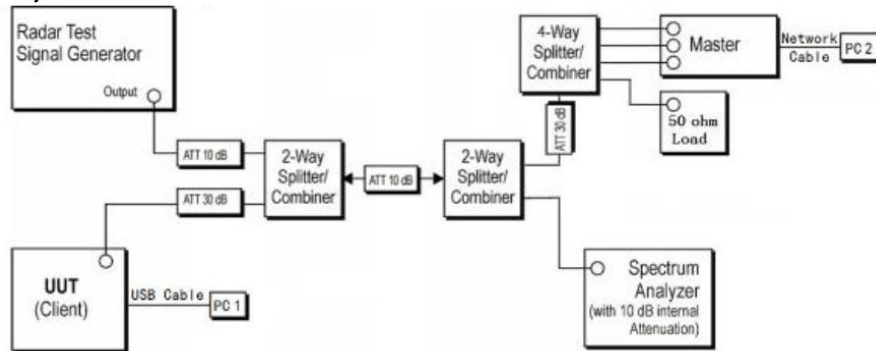 Radar Test
Signal Generator
Output
ATT 10 dB
ATT 30 dB
2-Way
Splitter/
Combiner
ATT 10 dB
2-Way
Splitter/
Combiner
ATT 30 dB
4-Way
Splitter/
Combiner
Master
Network
Cable
PC 2
50 ohm
Load
UUT
(Client)
USB Cable
PC 1
Spectrum
Analyzer
(with 10 dB internal
Attenuation)